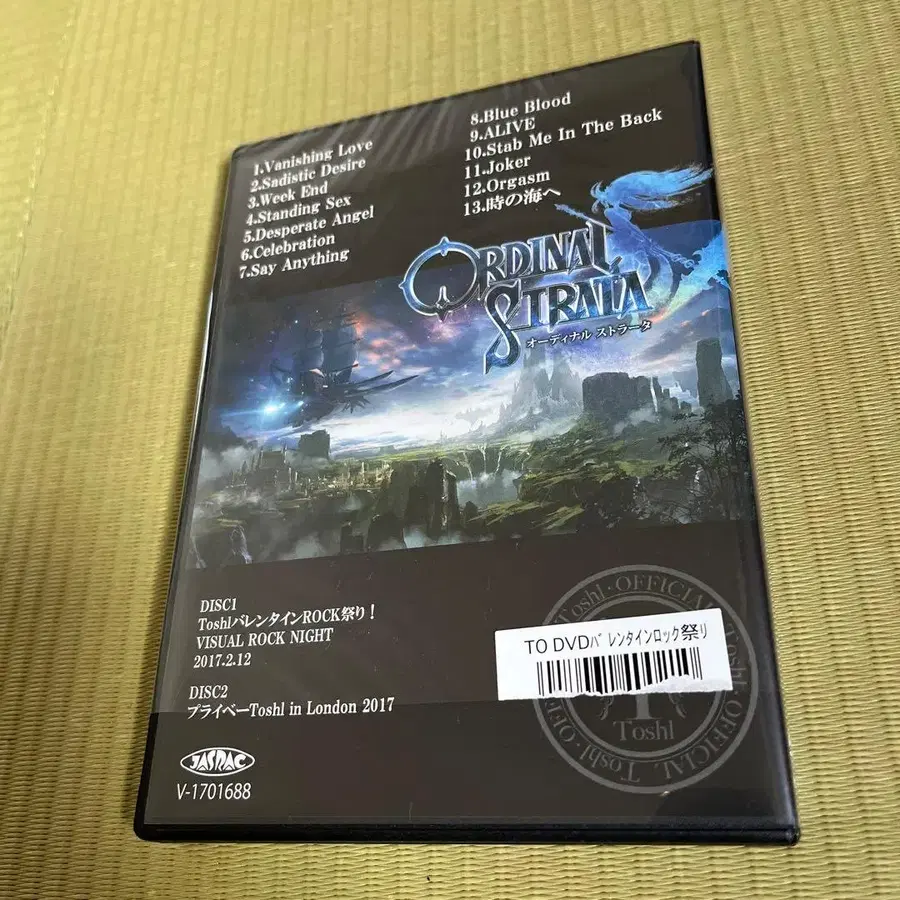 1.Vanishing Love
2.Sadistic Desire
3.Week End
4.Standing Sex
5.Desperate Angel
6.Celebration
7.Say Anything
8.Blue Blood
9.ALIVE
10.Stab Me In The Back
11.Joker
12.Orgasm
13.時の海へ
ORDINAL
STRATA
オーディナル ストラータ
DISC1
ToshlバレンタインROCK祭り!
VISUAL ROCK NIGHT
2017.2.12
DISC2
プライベーToshl in London 2017
TO DVDバレンタインロック祭り
Toshl・OFFICIAL
Toshl
Toshl
OFFICIAL Toshl・OFF
JASRAC
V-1701688